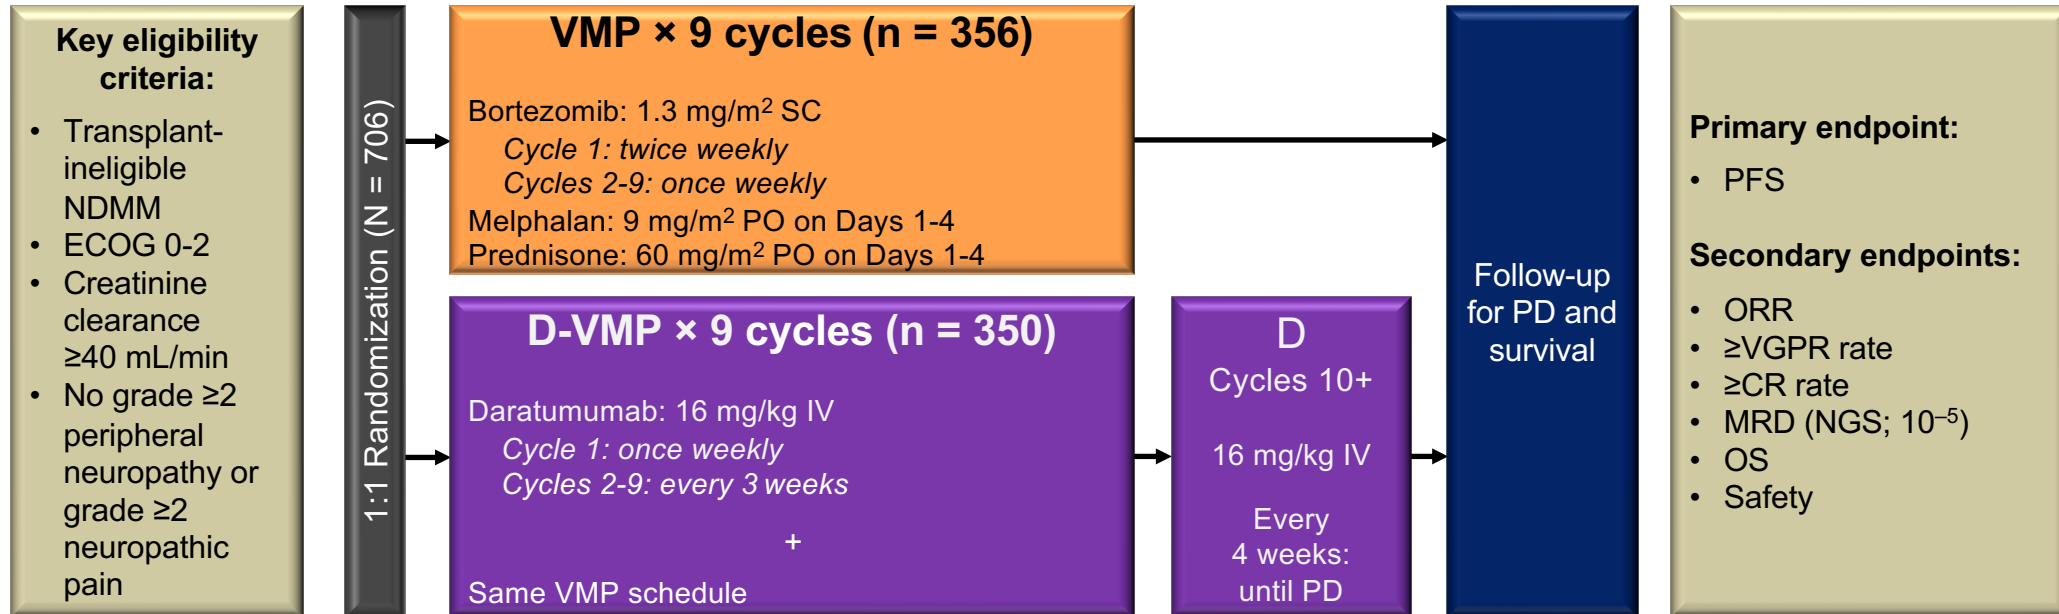 Key eligibility
criteria:
• Transplant-
ineligible
NDMM
• ECOG 0-2
• Creatinine
clearance
≥40 mL/min
• No grade ≥2
peripheral
neuropathy or
grade ≥2
neuropathic
pain
1:1 Randomization (N = 706)
VMP × 9 cycles (n = 356)
Bortezomib: 1.3 mg/m² SC
Cycle 1: twice weekly
Cycles 2-9: once weekly
Melphalan: 9 mg/m² PO on Days 1-4
Prednisone: 60 mg/m² PO on Days 1-4
D-VMP × 9 cycles (n = 350)
Daratumumab: 16 mg/kg IV
Cycle 1: once weekly
Cycles 2-9: every 3 weeks
+
Same VMP schedule
D
Cycles 10+
16 mg/kg IV
Every
4 weeks:
until PD
Follow-up
for PD and
survival
Primary endpoint:
• PFS
Secondary endpoints:
• ORR
• ≥VGPR rate
• ≥CR rate
• MRD (NGS; 10⁻⁵)
• OS
• Safety